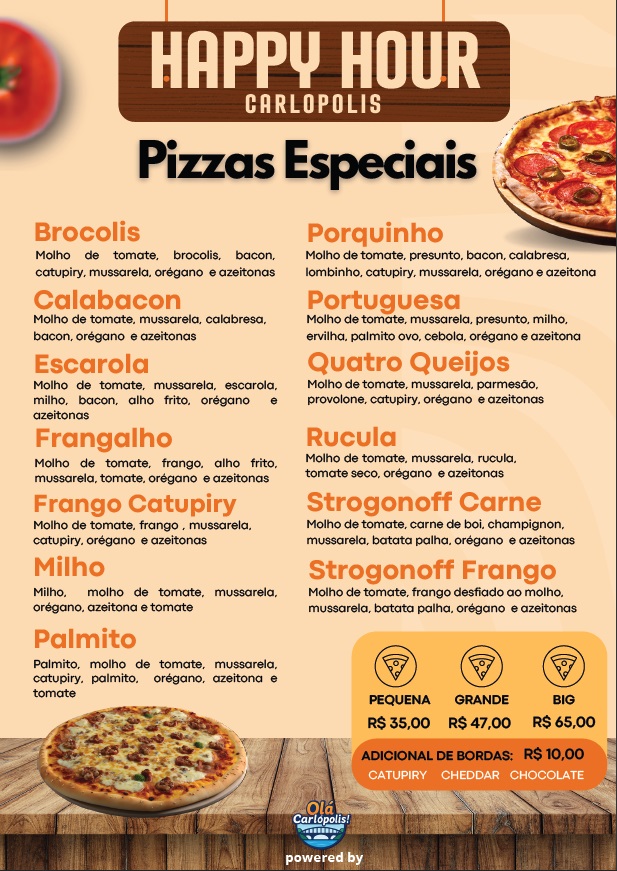 HAPPY HOUR
CARLOPOLIS
Pizzas Especiais
Brocolis
Molho de tomate, brocolis, bacon,
catupiry, mussarela, orégano e azeitonas
Calabacon
Molho de tomate, mussarela, calabresa,
bacon, orégano e azeitonas
Escarola
Molho de tomate, mussarela, escarola,
milho, bacon, alho frito, orégano e
azeitonas
Frangalho
Molho de tomate, frango, alho frito,
mussarela, tomate, orégano e azeitonas
Frango Catupiry
Molho de tomate, frango , mussarela,
catupiry, orégano e azeitonas
Milho
Milho, molho de tomate, mussarela,
orégano, azeitona e tomate
Palmito
Palmito, molho de tomate, mussarela,
catupiry, palmito, orégano, azeitona e
tomate
Porquinho
Molho de tomate, presunto, bacon, calabresa,
lombinho, catupiry, mussarela, orégano e azeitona
Portuguesa
Molho de tomate, mussarela, presunto, milho,
ervilha, palmito ovo, cebola, orégano e azeitona
Quatro Queijos
Molho de tomate, mussarela, parmesão,
provolone, catupiry, orégano e azeitonas
Rucula
Molho de tomate, mussarela, rucula,
tomate seco, orégano e azeitonas
Strogonoff Carne
Molho de tomate, carne de boi, champignon,
mussarela, batata palha, orégano e azeitonas
Strogonoff Frango
Molho de tomate, frango desfiado ao molho,
mussarela, batata palha, orégano e azeitonas
PEQUENA GRANDE BIG
R$ 35,00 R$ 47,00 R$ 65,00
ADICIONAL DE BORDAS: R$ 10,00
CATUPIRY CHEDDAR CHOCOLATE
Olá
Carlópolis!
powered by